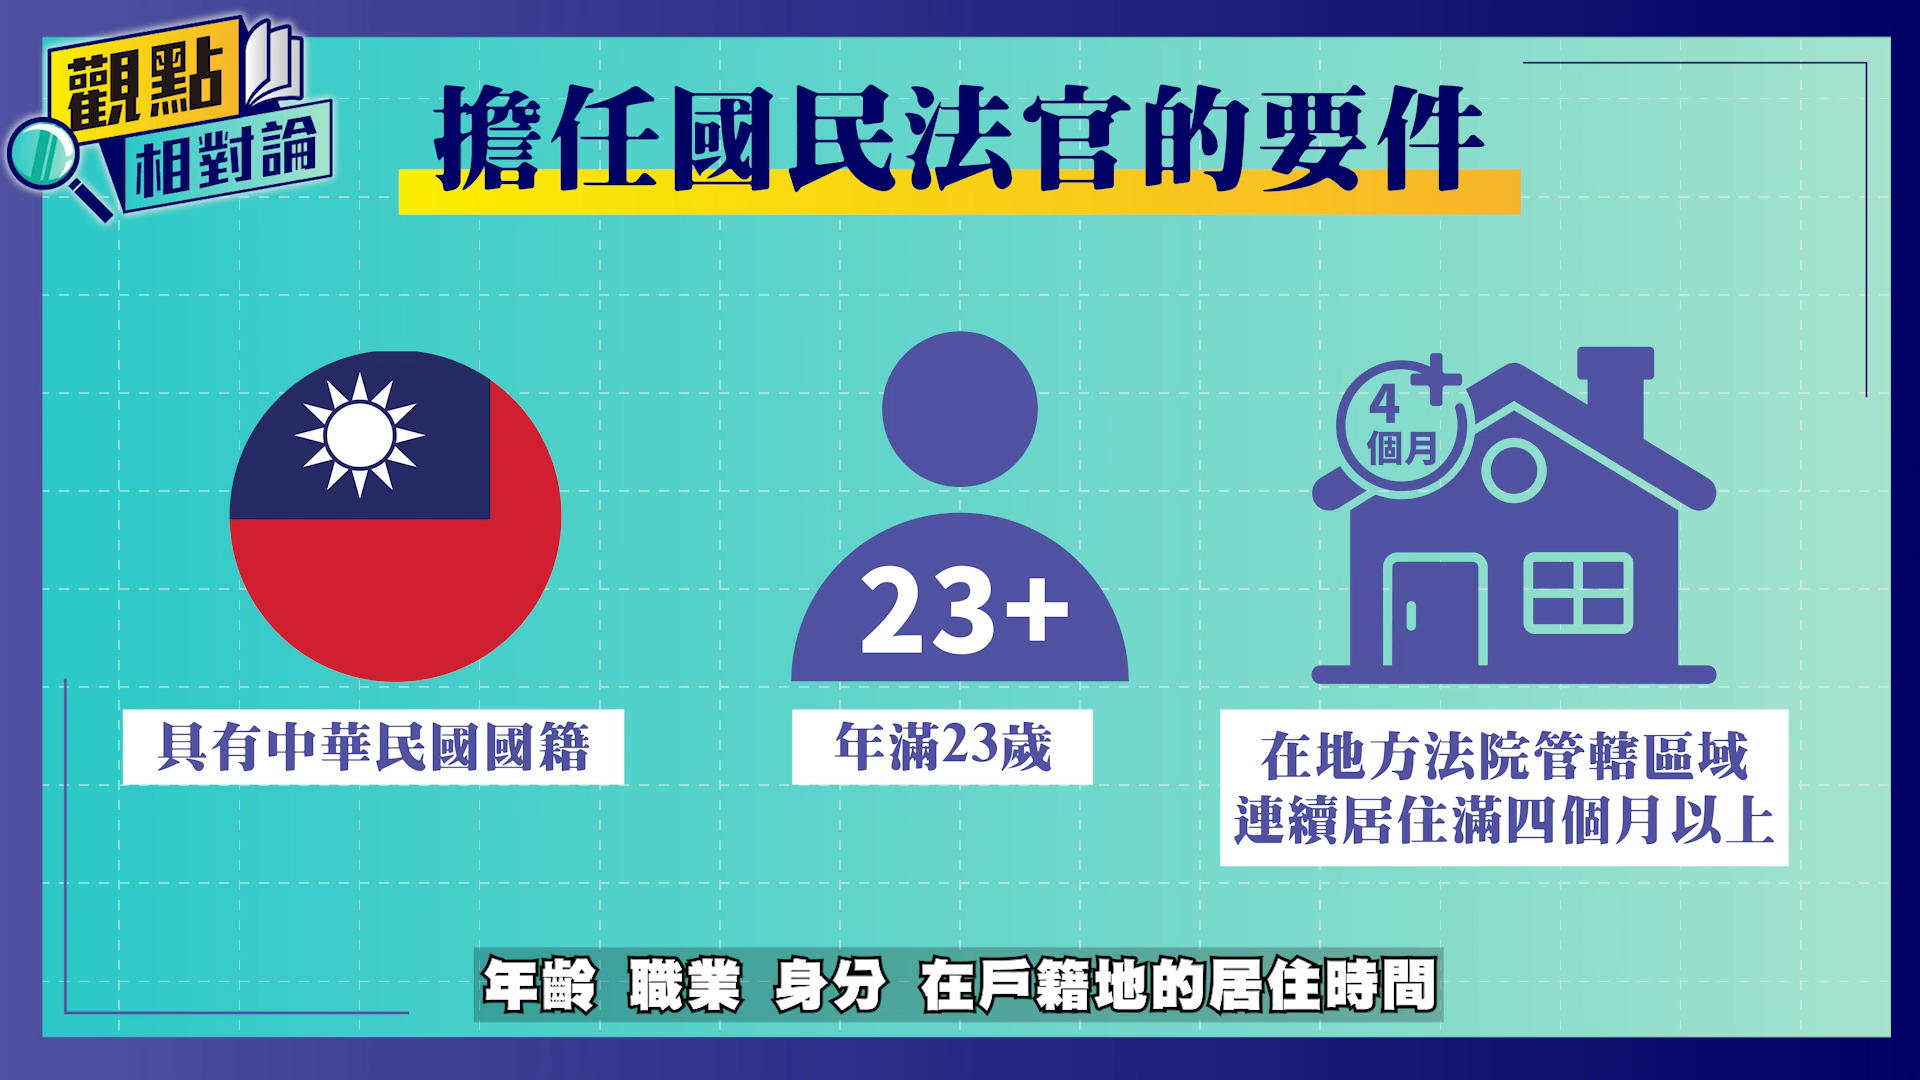 觀點
相對論
擔任國民法官的要件
4
個月
23+
具有中華民國國籍
年滿23歲
在地方法院管轄區域
連續居住滿四個月以上
年齡 職業 身分 在戶籍地的居住時間